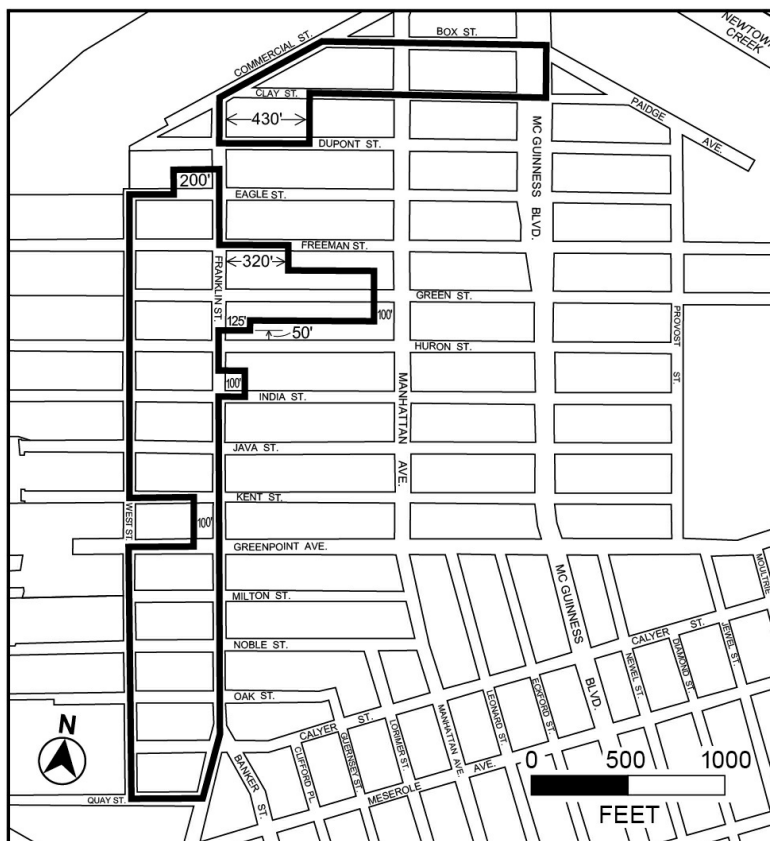 NEWTOWN
CREEK
BOX ST.
COMMERCIAL ST.
CLAY ST.
PAIDGE
AVE.
430'
DUPONT ST.
MC GUINNESS BLVD.
200'
EAGLE ST.
FREEMAN ST.
320'
FRANKLIN ST.
GREEN ST.
125'
100'
50'
PROVOST ST.
HURON ST.
100'
INDIA ST.
MANHATTAN AVE.
JAVA ST.
KENT ST.
WEST ST.
100'
GREENPOINT AVE.
MOULTRIE
MC GUINNESS BLVD.
MILTON ST.
CALYER ST.
JEWEL ST.
DIAMOND ST.
NEWEL ST.
NOBLE ST.
ECKFORD ST.
OAK ST.
LEONARD ST.
MANHATTAN AVE.
CALYER ST.
LORIMER ST.
GUERNSEY ST.
N
BANKER ST.
CLIFFORD PL.
MESEROLE AVE.
0 500 1000
FEET
QUAY ST.